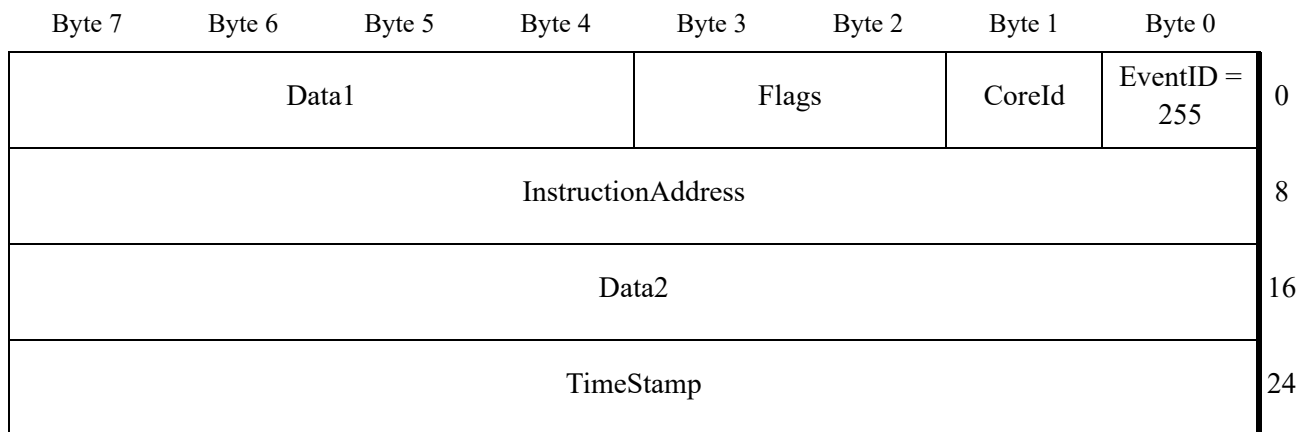 Byte 7 Byte 6 Byte 5 Byte 4 Byte 3 Byte 2 Byte 1 Byte 0
Data1 Flags CoreId EventID = 255 0
InstructionAddress 8
Data2 16
TimeStamp 24